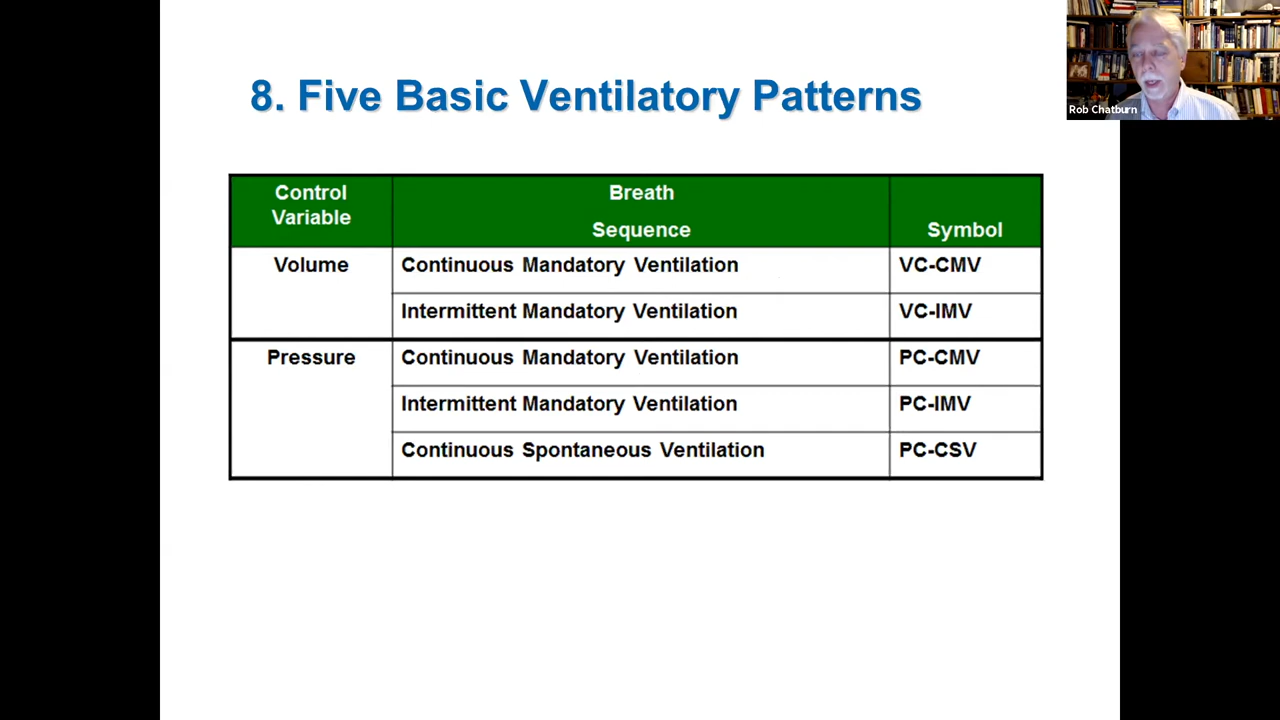 8. Five Basic Ventilatory Patterns
Rob Chatburn
Control
Variable
Breath
Sequence
Symbol
Volume
Continuous Mandatory Ventilation
VC-CMV
Intermittent Mandatory Ventilation
VC-IMV
Pressure
Continuous Mandatory Ventilation
PC-CMV
Intermittent Mandatory Ventilation
PC-IMV
Continuous Spontaneous Ventilation
PC-CSV